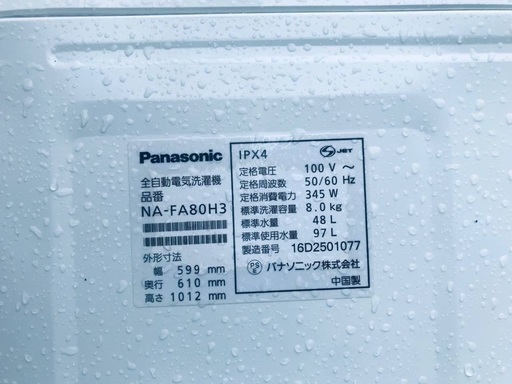 Panasonic
全自動電気洗濯機
品番
NA-FA80H3
外形寸法
幅 599 mm
奥行 610 mm
高さ 1012 mm
IPX4
JET
定格電圧 100 V ～
定格周波数 50/60 Hz
定格消費電力 345 W
標準洗濯容量 8.0 kg
標準水量 48 L
標準使用水量 97 L
製造番号 16D2501077
PS E パナソニック株式会社
中国製